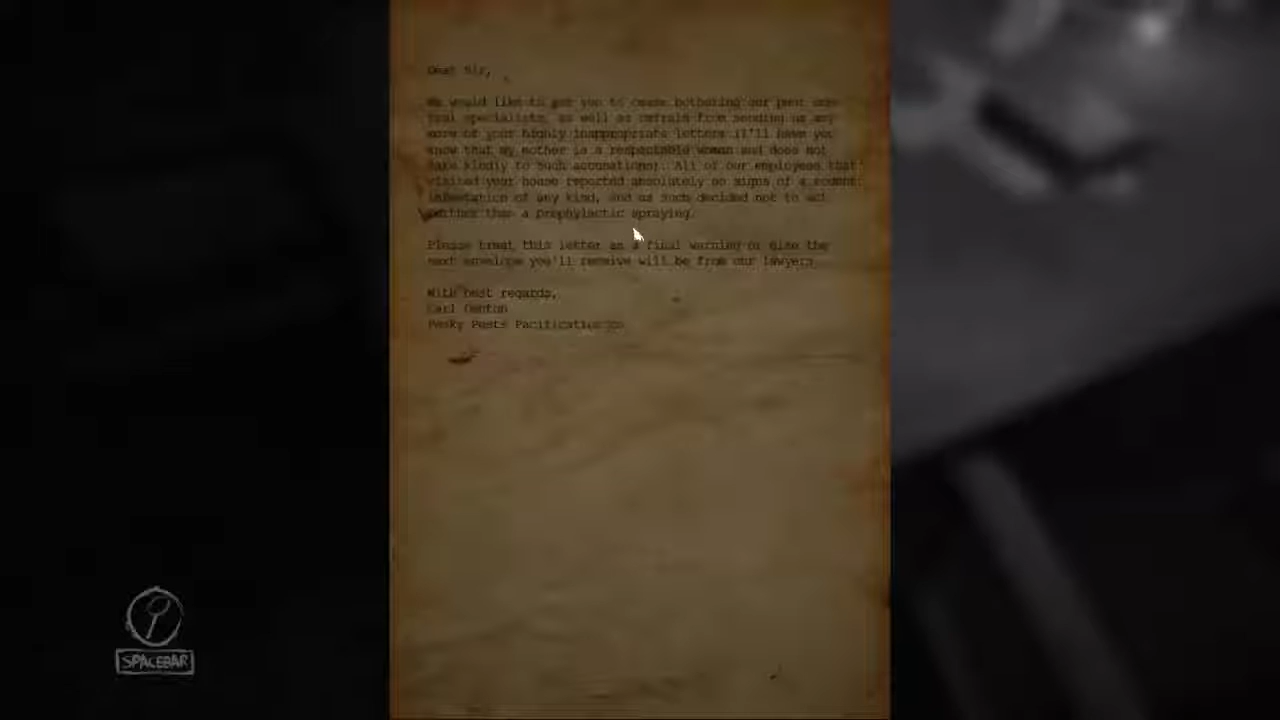 Dear Sir,
We would like to you to cease bothering our pest con-
trol specialists, as well as refrain from sending us any
more of your highly inappropriate letters (I'll have you
know that my mother is a respectable woman and does not
take kindly to such accusations). All of our employees that
visited your house reported absolutely no signs of a rodent
infestation of any kind, and as such decided not to act
further than a prophylactic spraying.
Please treat this letter as a final warning or else the
next envelope you'll receive will be from our lawyers.
With best regards,
Carl
Pesky Pests Pacification
SPACEBAR